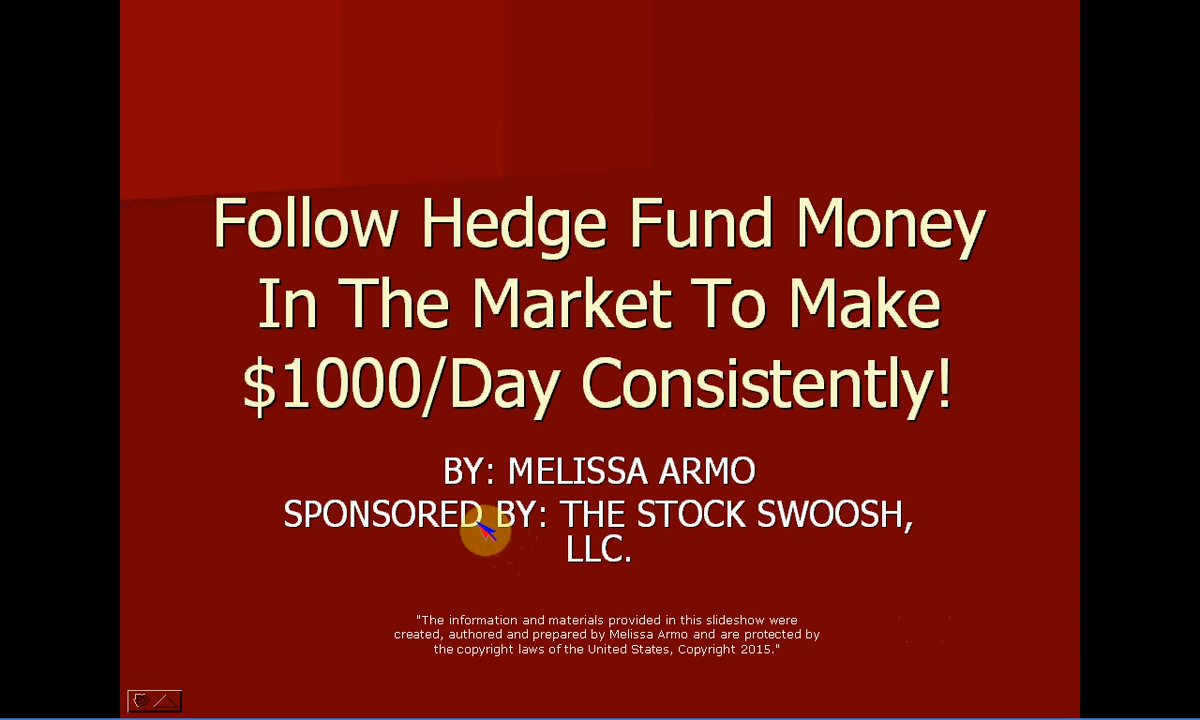 Follow Hedge Fund Money
In The Market To Make
$1000/Day Consistently!
BY: MELISSA ARMO
SPONSORED BY: THE STOCK SWOOSH,
LLC.
"The information and materials provided in this slideshow were
created, authored and prepared by Melissa Armo and are protected by
the copyright laws of the United States, Copyright 2015."